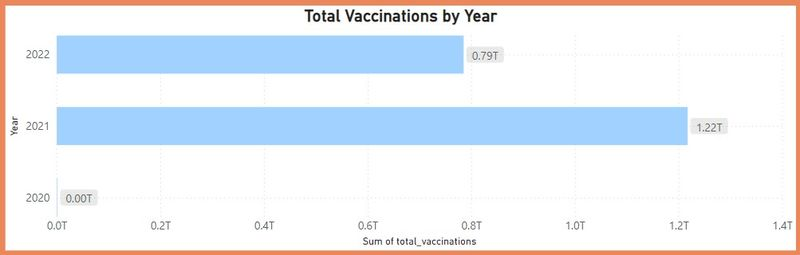 Total Vaccinations by Year
2022
0.79T
Year
2021
1.22T
2020
0.00T
0.0T 0.2T 0.4T 0.6T 0.8T 1.0T 1.2T 1.4T
Sum of total_vaccinations